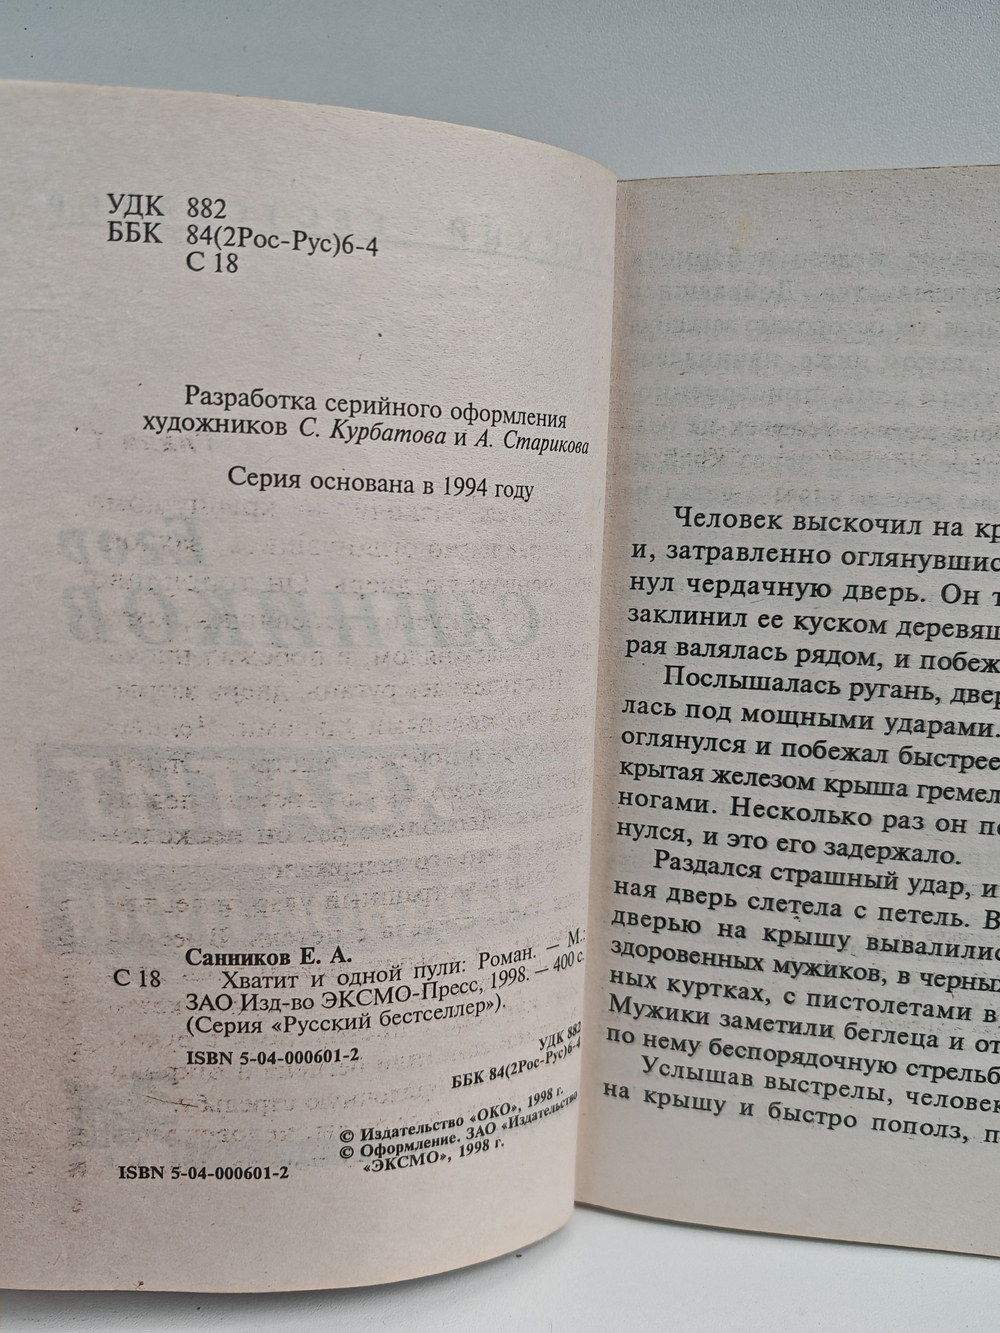 УДК 882
ББК 84(2Рос-Рус)6-4
С 18
Разработка серийного оформления
художников С. Курбатова и А. Старикова
Серия основана в 1994 году
Санников Е. А.
С 18 Хватит и одной пули: Роман. — М.:
ЗАО Изд-во ЭКСМО-Пресс, 1998. — 400 с.
(Серия «Русский бестселлер»).
ISBN 5-04-000601-2
УДК 882
ББК 84(2Рос-Рус)6-4
© Издательство «ОКО», 1998 г.
© Оформление. ЗАО «Издательство
«ЭКСМО», 1998 г.
ISBN 5-04-000601-2
Человек выскочил на кр
и, затравленно оглянувшис
нул чердачную дверь. Он т
заклинил ее куском деревяш
рая валялась рядом, и побеж
Послышалась ругань, двер
лась под мощными ударами.
оглянулся и побежал быстрее
крытая железом крыша гремел
ногами. Несколько раз он по
нулся, и это его задержало.
Раздался страшный удар, и
ная дверь слетела с петель. В
дверью на крышу вывалилис
здоровенных мужиков, в черных
ных куртках, с пистолетами в
Мужики заметили беглеца и от
по нему беспорядочную стрельб
Услышав выстрелы, человек
на крышу и быстро пополз, п